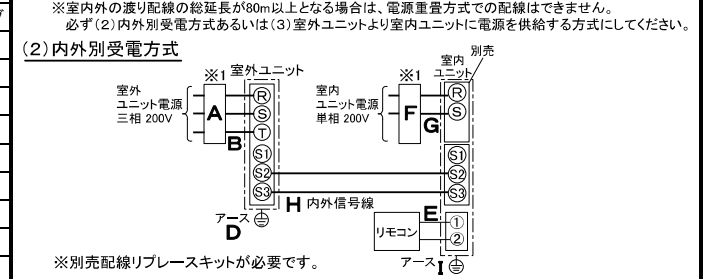 ※室内外の渡り配線の総延長が80m以上となる場合は、電源重畳方式での配線はできません。
必ず(2)内外別受電方式あるいは(3)室外ユニットより室内ユニットに電源を供給する方式にしてください。
(2)内外別受電方式
別売
※1 室外ユニット
※1 室内
ユニット
室外
ユニット電源
三相 200V
A
B
R
S
T
S1
S2
S3
室内
ユニット電源
単相 200V
F
G
R
S
S1
S2
S3
H 内外信号線
アース
D
リモコン
E
①
②
アース I
※別売配線リプレースキットが必要です。